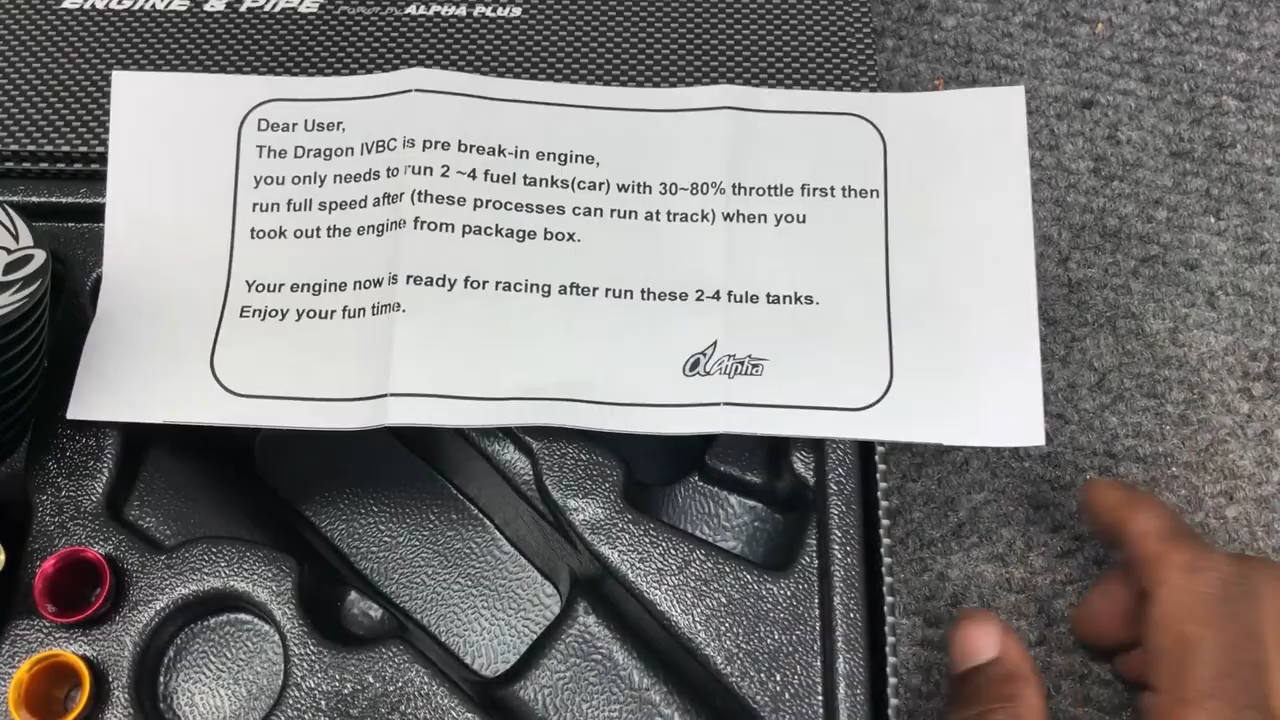 ENGINE & PIPE Power by ALPHA PLUS
Dear User,
The Dragon IVBC is pre break-in engine,
you only needs to run 2 ~4 fuel tanks(car) with 30~80% throttle first then
run full speed after (these processes can run at track) when you
took out the engine from package box.
Your engine now is ready for racing after run these 2-4 fule tanks.
Enjoy your fun time.
Alpha